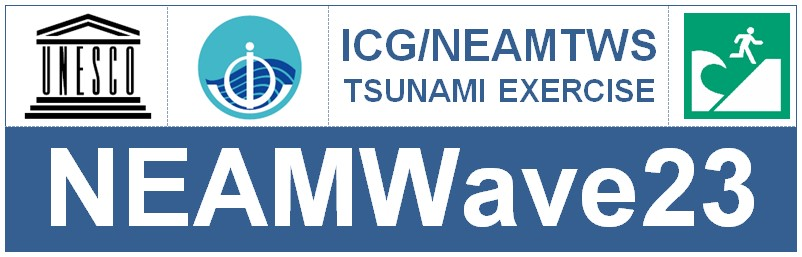 UNESCO
ICG/NEAMTWS
TSUNAMI EXERCISE
NEAMWave23